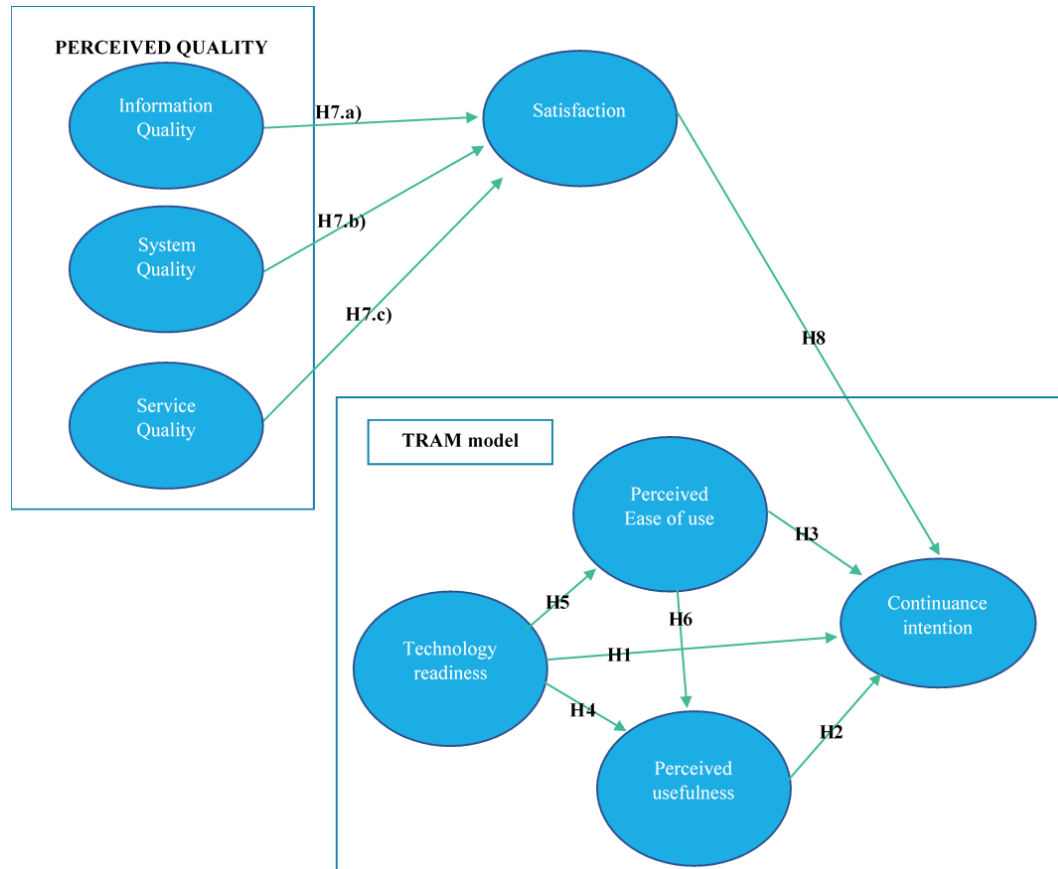 PERCEIVED QUALITY
Information
Quality
H7.a)
Satisfaction
System
Quality
H7.b)
H7.c)
Service
Quality
H8
TRAM model
Perceived
Ease of use
H3
H5
H6
Continuance
intention
Technology
readiness
H1
H4
H2
Perceived
usefulness